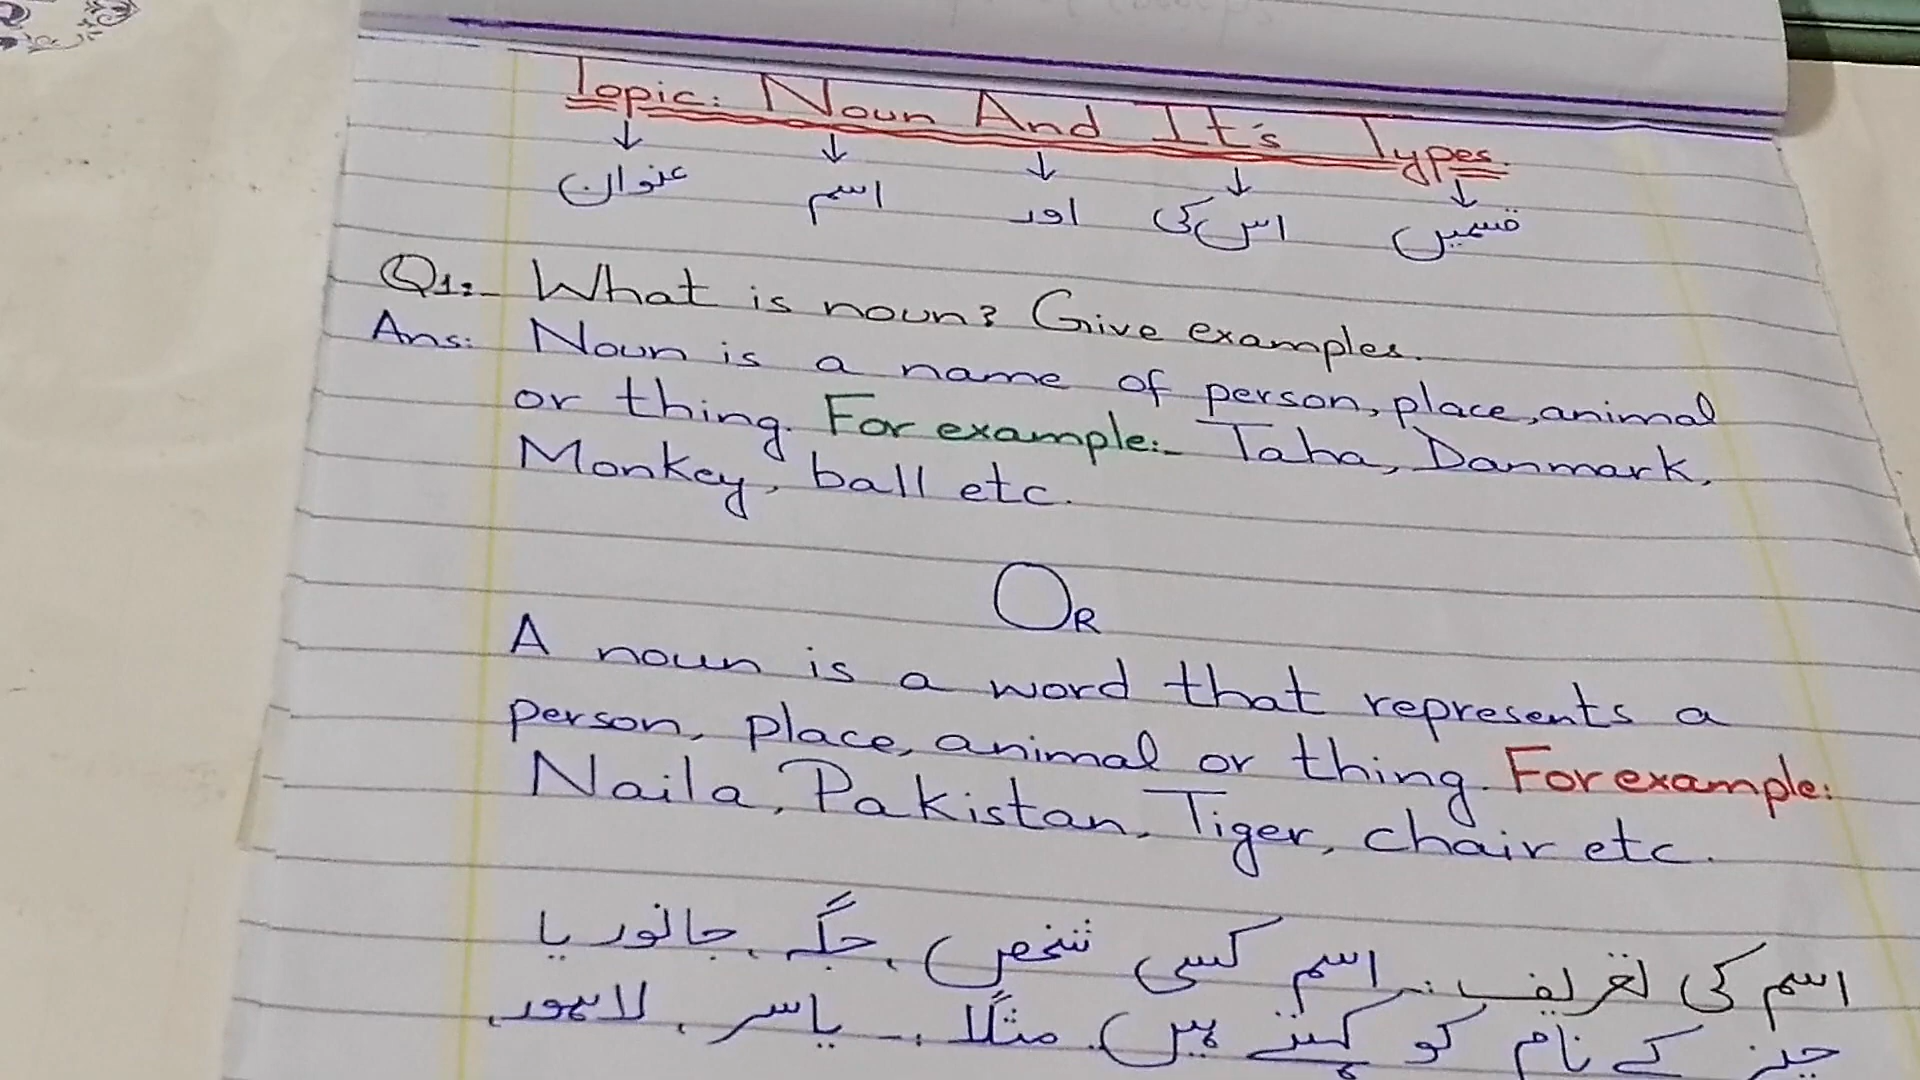 Topic: Noun And It's Types.
↓ ↓ ↓ ↓ ↓
عنوان اسم اور اس کی قسمیں
Q1:- What is noun? Give examples.
Ans: Noun is a name of person, place, animal
or thing. For example:- Taha, Danmark,
Monkey, ball etc.
OR
A noun is a word that represents a
person, place, animal or thing. For example:
Naila, Pakistan, Tiger, chair etc.
اسم کی تعریف:۔ اسم کسی شخص، جگہ، جانور یا
چیز کے نام کو کہتے ہیں۔ مثلاً:۔ یاسر، لاہور،